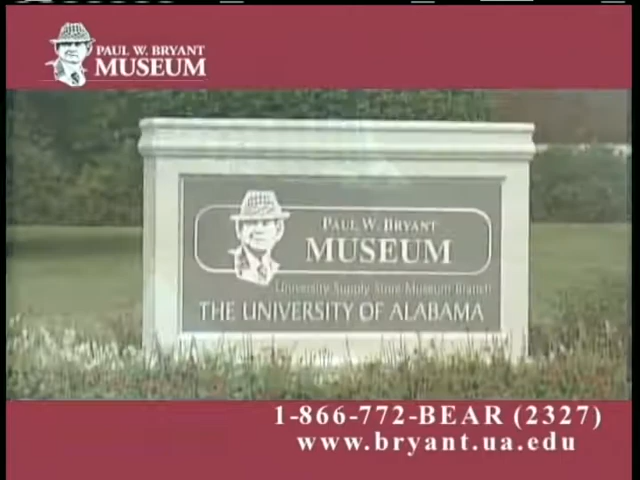 PAUL W. BRYANT
MUSEUM
PAUL W. BRYANT
MUSEUM
University Supply Store Museum Branch
THE UNIVERSITY OF ALABAMA
1-866-772-BEAR (2327)
www.bryant.ua.edu